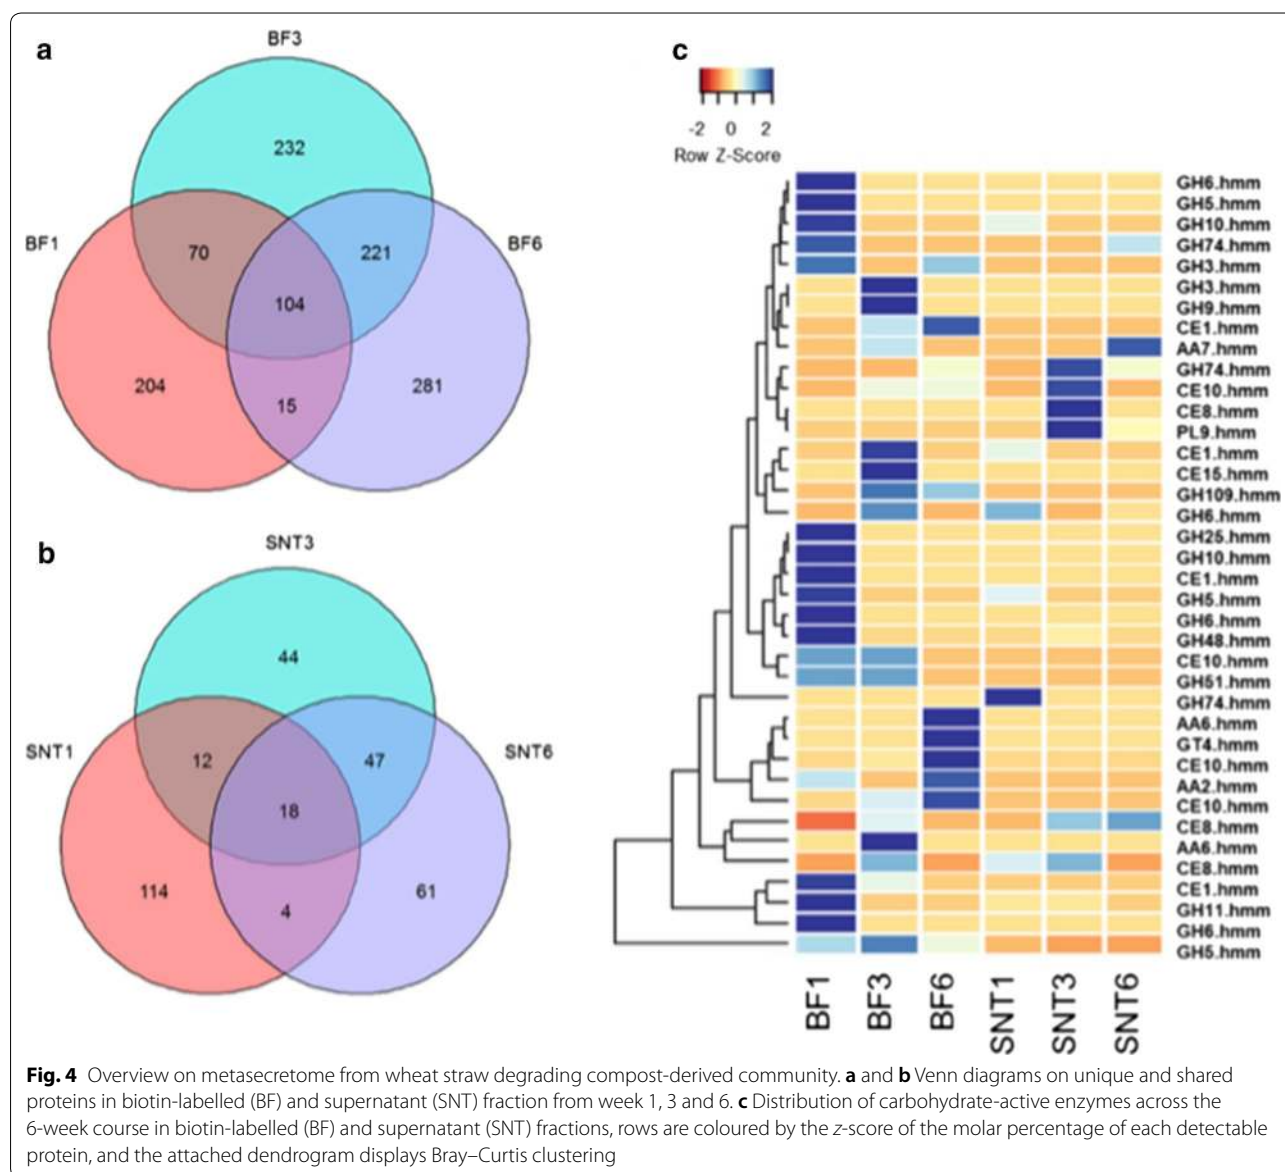 a
BF3
232
BF1
BF6
70
221
104
204
15
281
b
SNT3
44
SNT1
SNT6
12
47
18
114
4
61
c
-2 0 2
Row Z-Score
GH6.hmm
GH5.hmm
GH10.hmm
GH74.hmm
GH3.hmm
GH3.hmm
GH9.hmm
CE1.hmm
AA7.hmm
GH74.hmm
CE10.hmm
CE8.hmm
PL9.hmm
CE1.hmm
CE15.hmm
GH109.hmm
GH6.hmm
GH25.hmm
GH10.hmm
CE1.hmm
GH5.hmm
GH6.hmm
GH48.hmm
CE10.hmm
GH51.hmm
GH74.hmm
AA6.hmm
GT4.hmm
CE10.hmm
AA2.hmm
CE10.hmm
CE8.hmm
AA6.hmm
CE8.hmm
CE1.hmm
GH11.hmm
GH6.hmm
GH5.hmm
BF1
BF3
BF6
SNT1
SNT3
SNT6
Fig. 4 Overview on metasecretome from wheat straw degrading compost-derived community. a and b Venn diagrams on unique and shared
proteins in biotin-labelled (BF) and supernatant (SNT) fraction from week 1, 3 and 6. c Distribution of carbohydrate-active enzymes across the
6-week course in biotin-labelled (BF) and supernatant (SNT) fractions, rows are coloured by the z-score of the molar percentage of each detectable
protein, and the attached dendrogram displays Bray–Curtis clustering